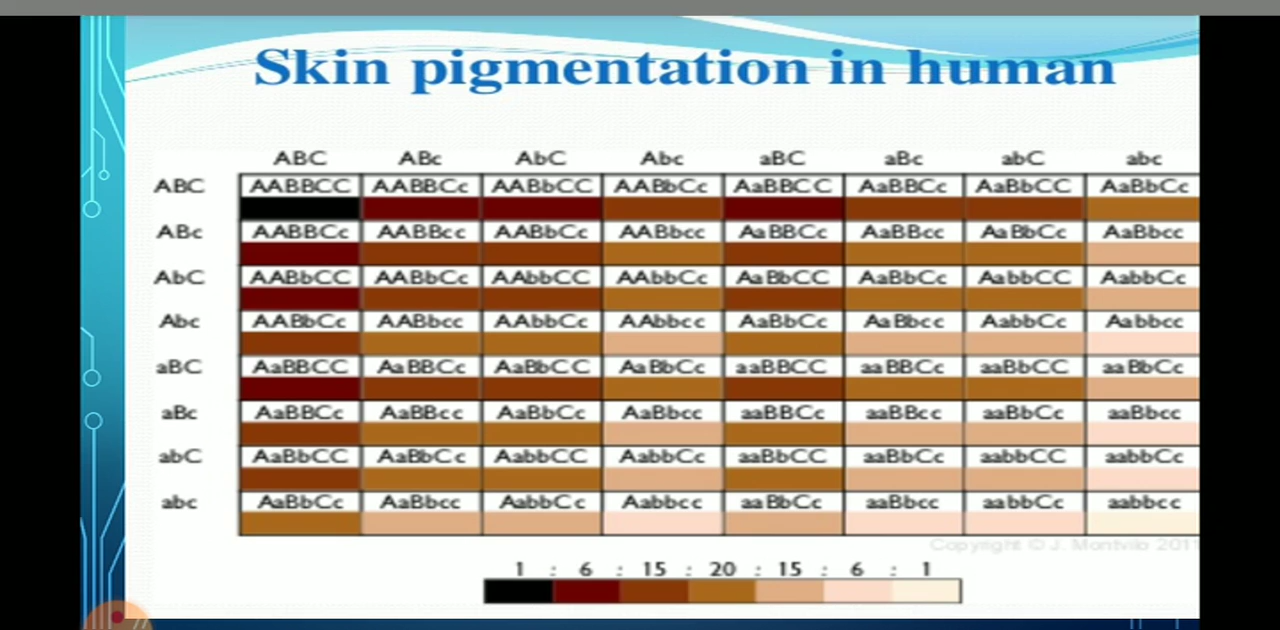 Skin pigmentation in human
ABC ABc AbC Abc aBC aBc abC abc
ABC AABBCC AABBCc AABbCC AABbCc AaBBCC AaBBCc AaBbCC AaBbCc
ABc AABBCc AABBcc AABbCc AABbcc AaBBCc AaBBcc AaBbCc AaBbcc
AbC AABbCC AABbCc AAbbCC AAbbCc AaBbCC AaBbCc AabbCC AabbCc
Abc AABbCc AABbcc AAbbCc AAbbcc AaBbCc AaBbcc AabbCc Aabbcc
aBC AaBBCC AaBBCc AaBbCC AaBbCc aaBBCC aaBBCc aaBbCC aaBbCc
aBc AaBBCc AaBBcc AaBbCc AaBbcc aaBBCc aaBBcc aaBbCc aaBbcc
abC AaBbCC AaBbCc AabbCC AabbCc aaBbCC aaBbCc aabbCC aabbCc
abc AaBbCc AaBbcc AabbCc Aabbcc aaBbCc aaBbcc aabbCc aabbcc
Copyright © J. Montvilo 2011
1 : 6 : 15 : 20 : 15 : 6 : 1